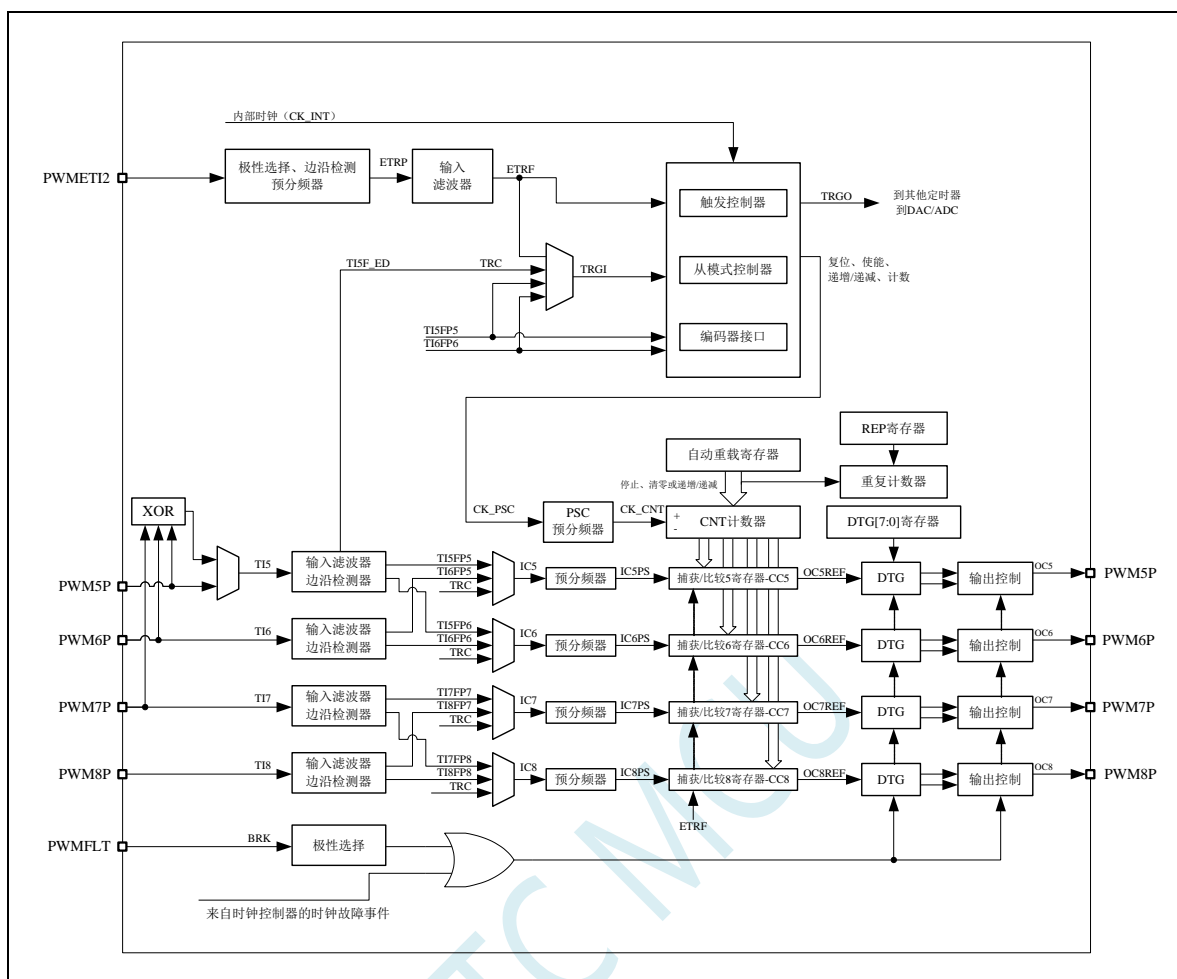 内部时钟（CK_INT）
PWMETI2
极性选择、边沿检测
预分频器
ETRP
输入
滤波器
ETRF
触发控制器
TRGO
到其他定时器
到DAC/ADC
TI5F_ED
TRC
TRGI
从模式控制器
复位、使能、
递增/递减、计数
TI5FP5
TI6FP6
编码器接口
REP寄存器
自动重载寄存器
重复计数器
停止、清零或递增/递减
XOR
CK_PSC
PSC
预分频器
CK_CNT
+
-
CNT计数器
DTG[7:0]寄存器
PWM5P
TI5
输入滤波器
边沿检测器
TI5FP5
TI6FP5
TRC
IC5
预分频器
IC5PS
捕获/比较5寄存器-CC5
OC5REF
DTG
输出控制
OC5
PWM5P
PWM6P
TI6
输入滤波器
边沿检测器
TI5FP6
TI6FP6
TRC
IC6
预分频器
IC6PS
捕获/比较6寄存器-CC6
OC6REF
DTG
输出控制
OC6
PWM6P
PWM7P
TI7
输入滤波器
边沿检测器
TI7FP7
TI8FP7
TRC
IC7
预分频器
IC7PS
捕获/比较7寄存器-CC7
OC7REF
DTG
输出控制
OC7
PWM7P
PWM8P
TI8
输入滤波器
边沿检测器
TI7FP8
TI8FP8
TRC
IC8
预分频器
IC8PS
捕获/比较8寄存器-CC8
OC8REF
DTG
输出控制
OC8
PWM8P
ETRF
PWMFLT
BRK
极性选择
来自时钟控制器的时钟故障事件
TC MCU